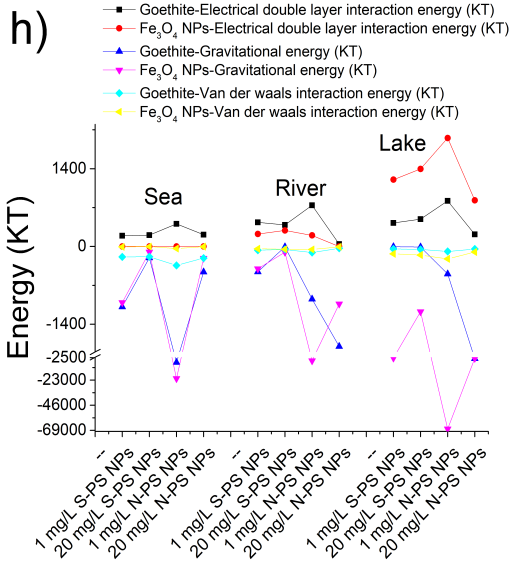 h)
Goethite-Electrical double layer interaction energy (KT)
Fe3O4 NPs-Electrical double layer interaction energy (KT)
Goethite-Gravitational energy (KT)
Fe3O4 NPs-Gravitational energy (KT)
Goethite-Van der waals interaction energy (KT)
Fe3O4 NPs-Van der waals interaction energy (KT)
Sea
River
Lake
Energy (KT)
1400
0
-1400
-2500
-23000
-46000
-69000
--
1 mg/L S-PS NPs
20 mg/L S-PS NPs
1 mg/L N-PS NPs
20 mg/L N-PS NPs
--
1 mg/L S-PS NPs
20 mg/L S-PS NPs
1 mg/L N-PS NPs
20 mg/L N-PS NPs
--
1 mg/L S-PS NPs
20 mg/L S-PS NPs
1 mg/L N-PS NPs
20 mg/L N-PS NPs